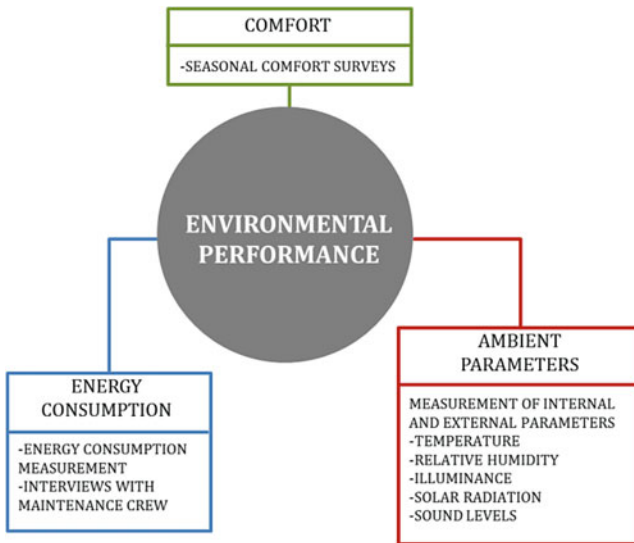 COMFORT
-SEASONAL COMFORT SURVEYS
ENVIRONMENTAL
PERFORMANCE
ENERGY
CONSUMPTION
-ENERGY CONSUMPTION
MEASUREMENT
-INTERVIEWS WITH
MAINTENANCE CREW
AMBIENT
PARAMETERS
MEASUREMENT OF INTERNAL
AND EXTERNAL PARAMETERS
-TEMPERATURE
-RELATIVE HUMIDITY
-ILLUMINANCE
-SOLAR RADIATION
-SOUND LEVELS